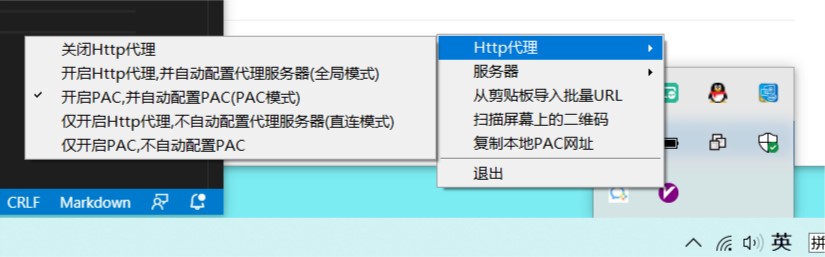 关闭Http代理
开启Http代理,并自动配置代理服务器(全局模式)
开启PAC,并自动配置PAC(PAC模式)
仅开启Http代理,不自动配置代理服务器(直连模式)
仅开启PAC,不自动配置PAC
Http代理
服务器
从剪贴板导入批量URL
扫描屏幕上的二维码
复制本地PAC网址
退出
CRLF Markdown
英 拼